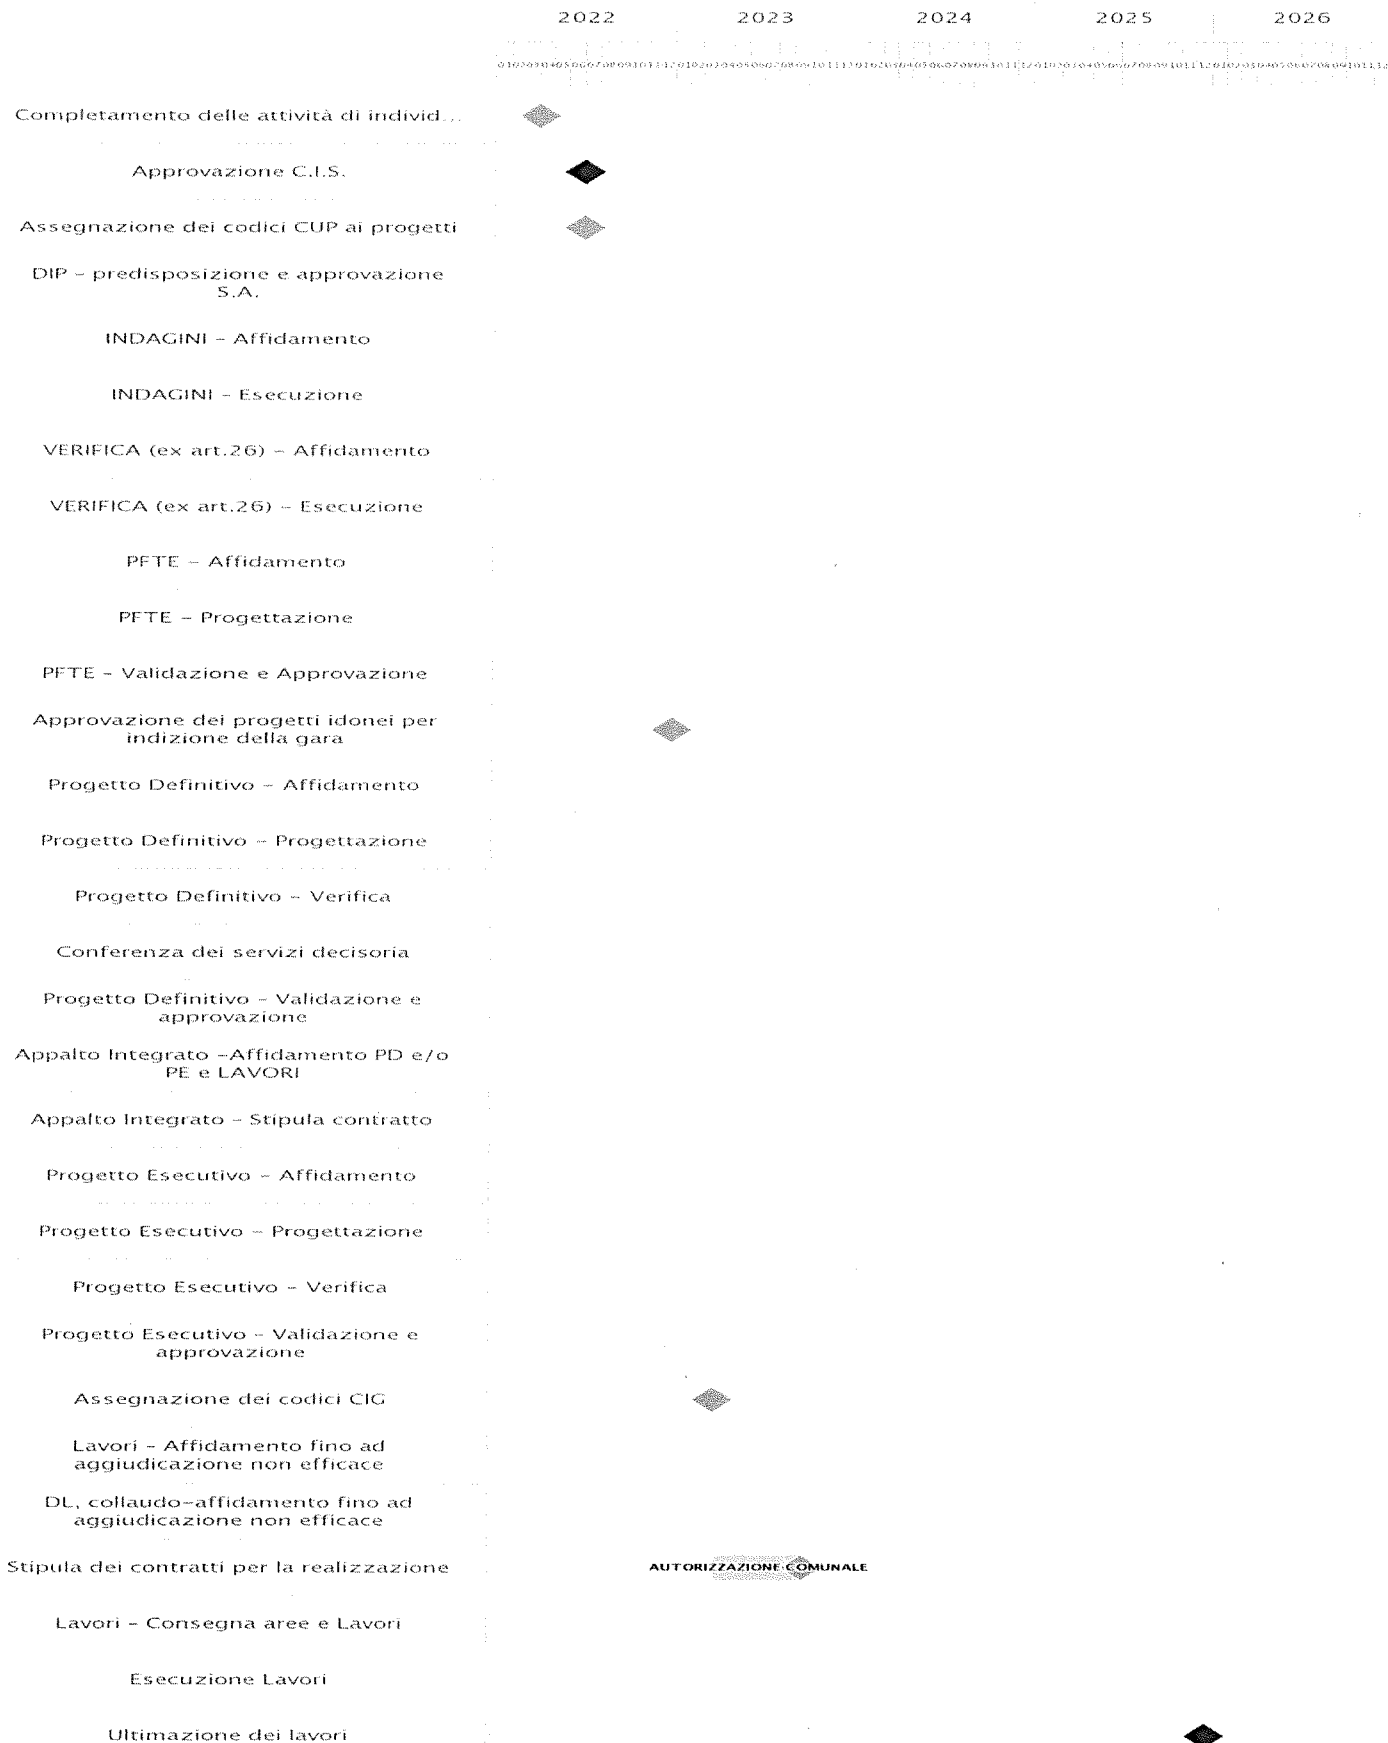 2022 2023 2024 2025 2026
Completamento delle attività di individ...
Approvazione C.I.S.
Assegnazione dei codici CUP ai progetti
DIP - predisposizione e approvazione
S.A.
INDAGINI - Affidamento
INDAGINI - Esecuzione
VERIFICA (ex art.26) - Affidamento
VERIFICA (ex art.26) - Esecuzione
PFTE - Affidamento
PFTE - Progettazione
PFTE - Validazione e Approvazione
Approvazione dei progetti idonei per
indizione della gara
Progetto Definitivo - Affidamento
Progetto Definitivo - Progettazione
Progetto Definitivo - Verifica
Conferenza dei servizi decisoria
Progetto Definitivo - Validazione e
approvazione
Appalto Integrato -Affidamento PD e/o
PE e LAVORI
Appalto Integrato - Stipula contratto
Progetto Esecutivo - Affidamento
Progetto Esecutivo - Progettazione
Progetto Esecutivo - Verifica
Progetto Esecutivo - Validazione e
approvazione
Assegnazione dei codici CIG
Lavori - Affidamento fino ad
aggiudicazione non efficace
DL, collaudo-affidamento fino ad
aggiudicazione non efficace
Stipula dei contratti per la realizzazione
AUTORIZZAZIONE COMUNALE
Lavori - Consegna aree e Lavori
Esecuzione Lavori
Ultimazione dei lavori